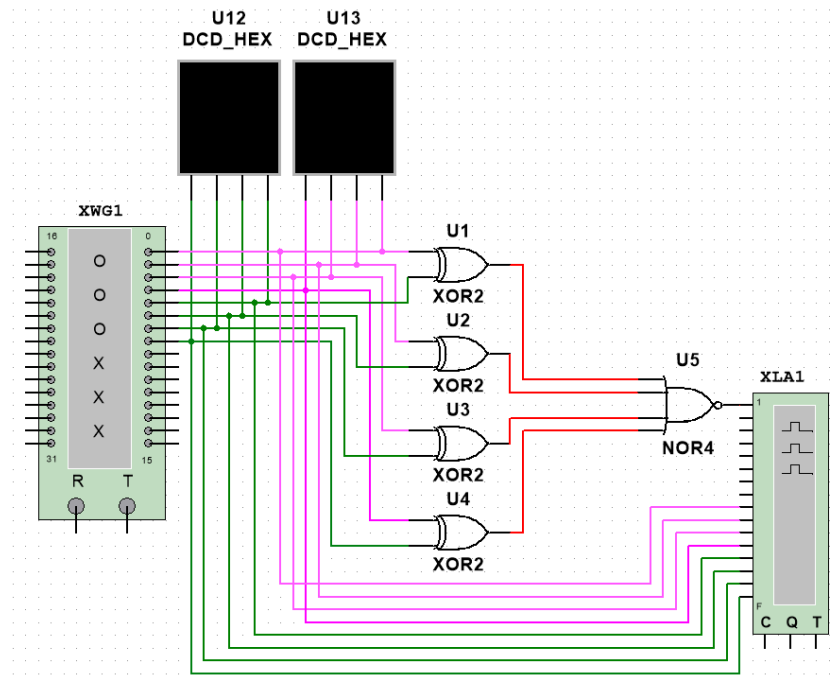 U12
DCD_HEX
U13
DCD_HEX
XWG1
16
0
O
O
O
X
X
X
31
15
R
T
U1
XOR2
U2
XOR2
U3
XOR2
U4
XOR2
U5
NOR4
XLA1
1
F
C Q T